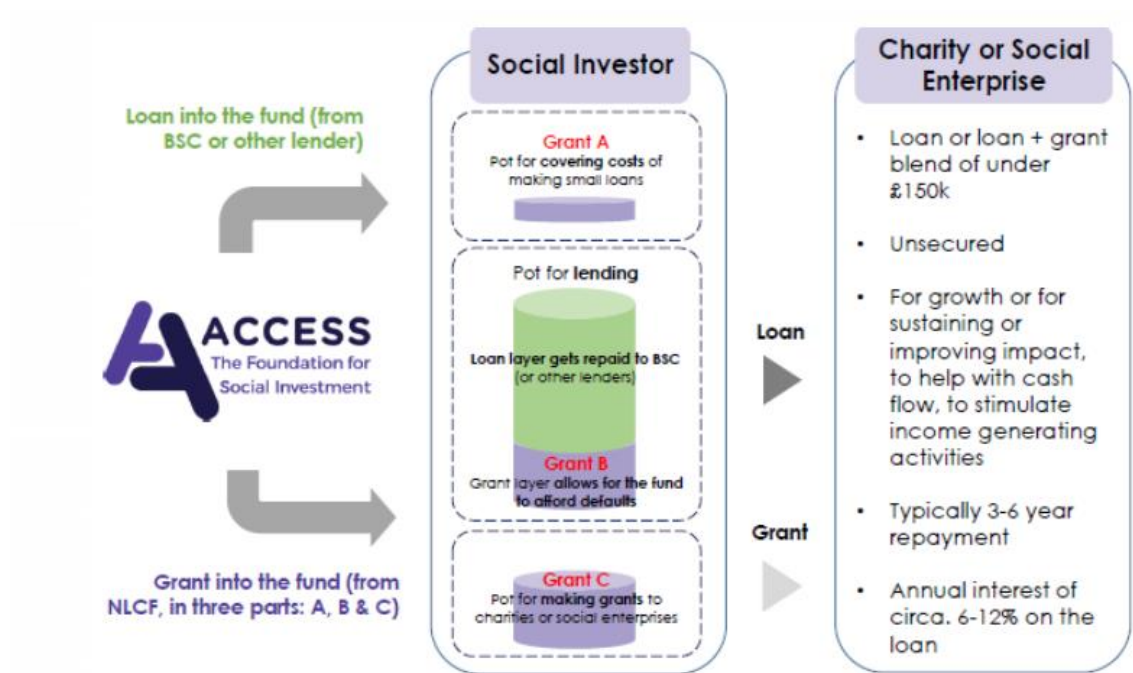 Loan into the fund (from
BSC or other lender)
ACCESS
The Foundation for
Social Investment
Grant into the fund (from
NLCF, in three parts: A, B & C)
Social Investor
Grant A
Pot for covering costs of
making small loans
Pot for lending
Loan layer gets repaid to BSC
(or other lenders)
Grant B
Grant layer allows for the fund
to afford defaults
Grant C
Pot for making grants to
charities or social enterprises
Loan
Grant
Charity or Social
Enterprise
• Loan or loan + grant
blend of under
£150k
• Unsecured
• For growth or for
sustaining or
improving impact,
to help with cash
flow, to stimulate
income generating
activities
• Typically 3-6 year
repayment
• Annual interest of
circa. 6-12% on the
loan